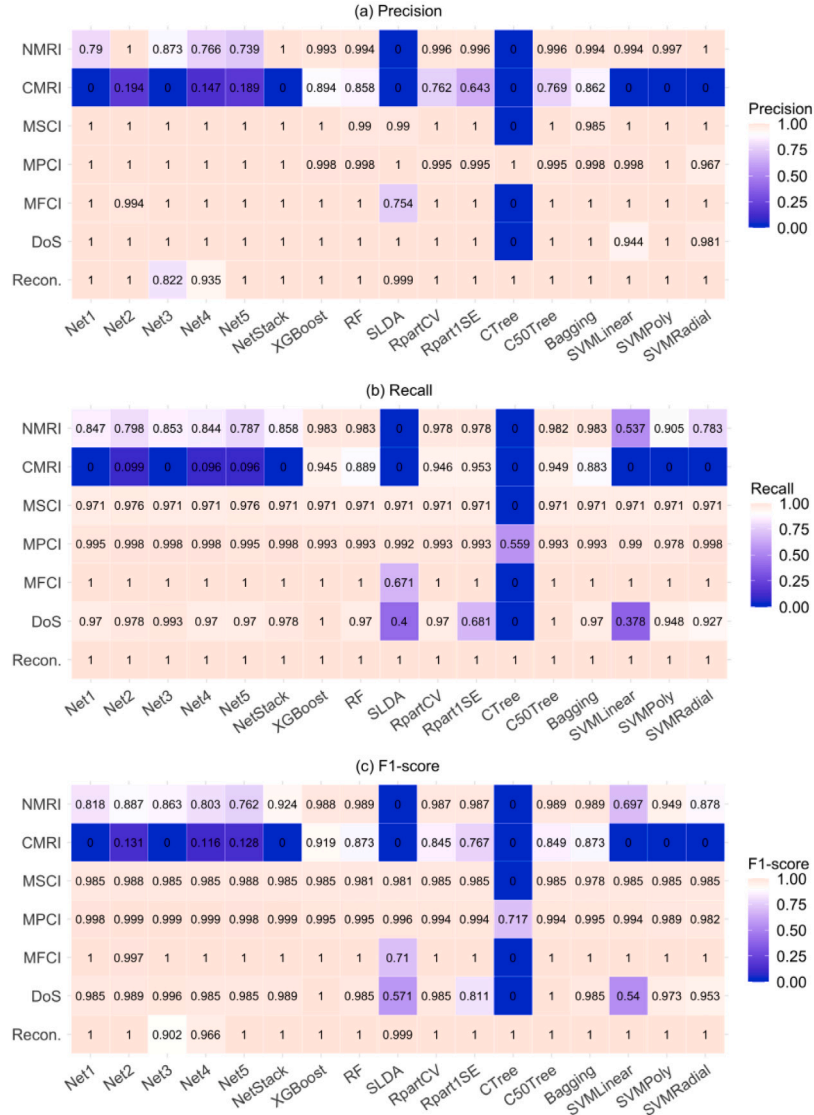 (a) Precision
NMRI 0.79 1 0.873 0.766 0.739 1 0.993 0.994 0 0.996 0.996 0 0.996 0.994 0.994 0.997 1
CMRI 0 0.194 0 0.147 0.189 0 0.894 0.858 0 0.762 0.643 0 0.769 0.862 0 0 0
MSCI 1 1 1 1 1 1 1 0.99 0.99 1 1 0 1 0.985 1 1 1
MPCI 1 1 1 1 1 1 0.998 0.998 1 0.995 0.995 1 0.995 0.998 0.998 1 0.967
MFCI 1 0.994 1 1 1 1 1 1 0.754 1 1 0 1 1 1 1 1
DoS 1 1 1 1 1 1 1 1 1 1 1 0 1 1 0.944 1 0.981
Recon. 1 1 0.822 0.935 1 1 1 1 0.999 1 1 1 1 1 1 1 1
Net1 Net2 Net3 Net4 Net5 NetStack XGBoost RF SLDA RpartCV Rpart1SE CTree C50Tree Bagging SVMLinear SVMPoly SVMRadial
Precision
1.00
0.75
0.50
0.25
0.00
(b) Recall
NMRI 0.847 0.798 0.853 0.844 0.787 0.858 0.983 0.983 0 0.978 0.978 0 0.982 0.983 0.537 0.905 0.783
CMRI 0 0.099 0 0.096 0.096 0 0.945 0.889 0 0.946 0.953 0 0.949 0.883 0 0 0
MSCI 0.971 0.976 0.971 0.971 0.976 0.971 0.971 0.971 0.971 0.971 0.971 0 0.971 0.971 0.971 0.971 0.971
MPCI 0.995 0.998 0.998 0.998 0.995 0.998 0.993 0.993 0.992 0.993 0.993 0.559 0.993 0.993 0.99 0.978 0.998
MFCI 1 1 1 1 1 1 1 1 0.671 1 1 0 1 1 1 1 1
DoS 0.97 0.978 0.993 0.97 0.97 0.978 1 0.97 0.4 0.97 0.681 0 1 0.97 0.378 0.948 0.927
Recon. 1 1 1 1 1 1 1 1 1 1 1 1 1 1 1 1 1
Net1 Net2 Net3 Net4 Net5 NetStack XGBoost RF SLDA RpartCV Rpart1SE CTree C50Tree Bagging SVMLinear SVMPoly SVMRadial
Recall
1.00
0.75
0.50
0.25
0.00
(c) F1-score
NMRI 0.818 0.887 0.863 0.803 0.762 0.924 0.988 0.989 0 0.987 0.987 0 0.989 0.989 0.697 0.949 0.878
CMRI 0 0.131 0 0.116 0.128 0 0.919 0.873 0 0.845 0.767 0 0.849 0.873 0 0 0
MSCI 0.985 0.988 0.985 0.985 0.988 0.985 0.985 0.981 0.981 0.985 0.985 0 0.985 0.978 0.985 0.985 0.985
MPCI 0.998 0.999 0.999 0.999 0.998 0.999 0.995 0.995 0.996 0.994 0.994 0.717 0.994 0.995 0.994 0.989 0.982
MFCI 1 0.997 1 1 1 1 1 1 0.71 1 1 0 1 1 1 1 1
DoS 0.985 0.989 0.996 0.985 0.985 0.989 1 0.985 0.571 0.985 0.811 0 1 0.985 0.54 0.973 0.953
Recon. 1 1 0.902 0.966 1 1 1 1 0.999 1 1 1 1 1 1 1 1
Net1 Net2 Net3 Net4 Net5 NetStack XGBoost RF SLDA RpartCV Rpart1SE CTree C50Tree Bagging SVMLinear SVMPoly SVMRadial
F1-score
1.00
0.75
0.50
0.25
0.00